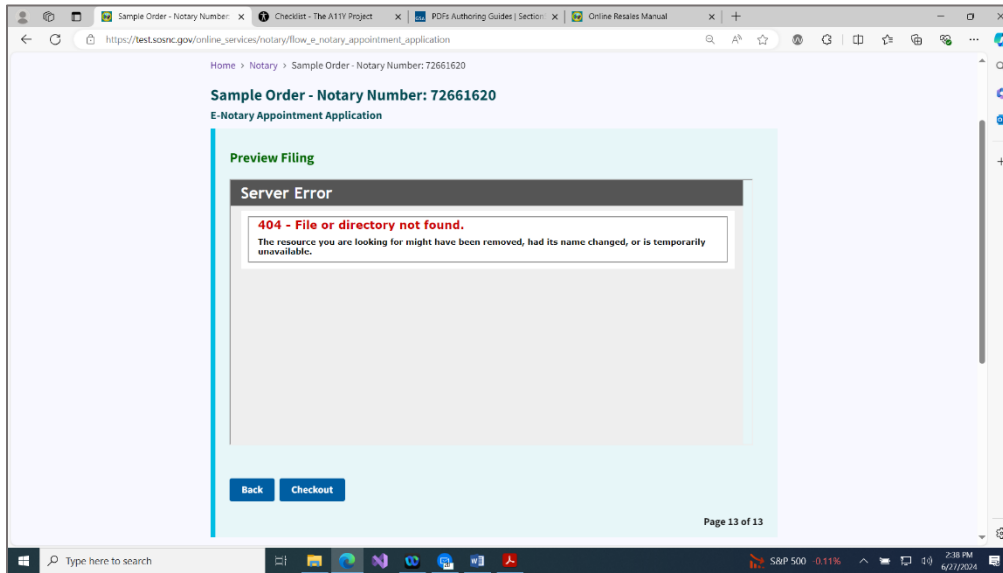 Sample Order - Notary Number:
Checklist - The A11Y Project
PDFs Authoring Guides | Section
Online Resales Manual
https://test.sosnc.gov/online_services/notary/flow_e_notary_appointment_application
Home > Notary > Sample Order - Notary Number: 72661620
Sample Order - Notary Number: 72661620
E-Notary Appointment Application
Preview Filing
Server Error
404 - File or directory not found.
The resource you are looking for might have been removed, had its name changed, or is temporarily
unavailable.
Back Checkout
Page 13 of 13
Type here to search
S&P 500 -0.11%
2:38 PM
6/27/2024